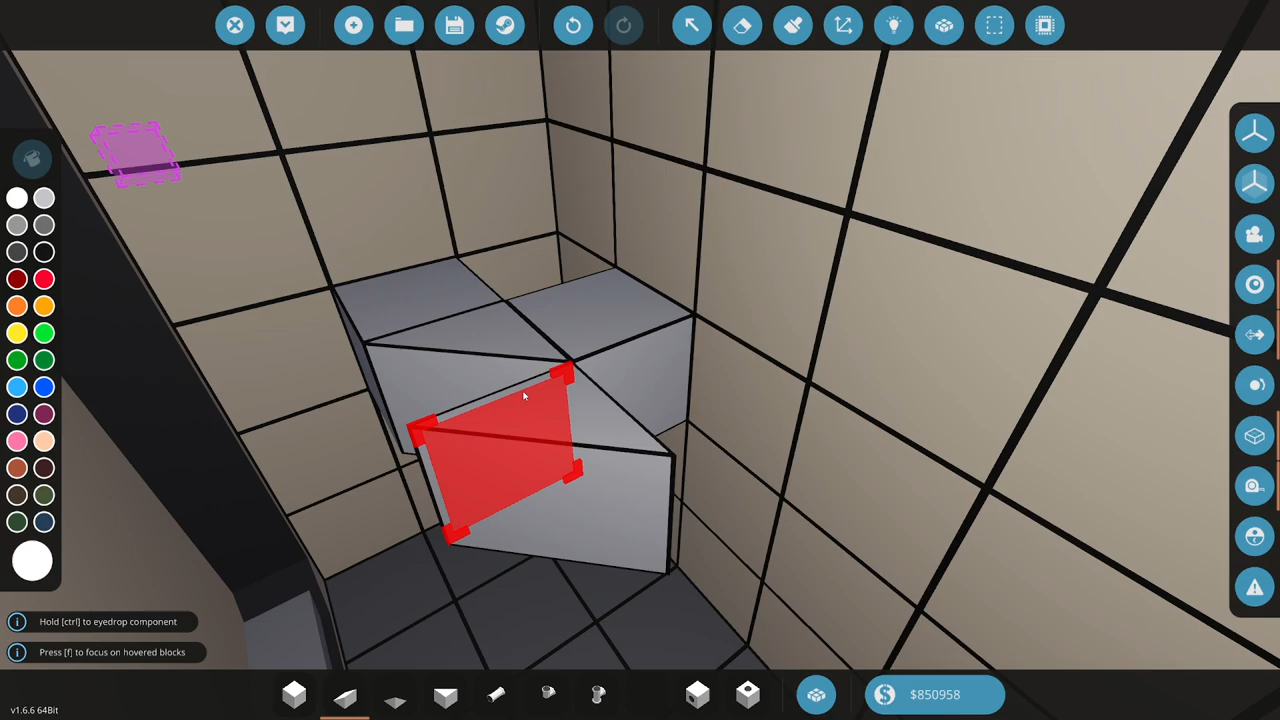 Hold [ctrl] to eyedrop component
Press [f] to focus on hovered blocks
$850958
v1.6.6 64Bit